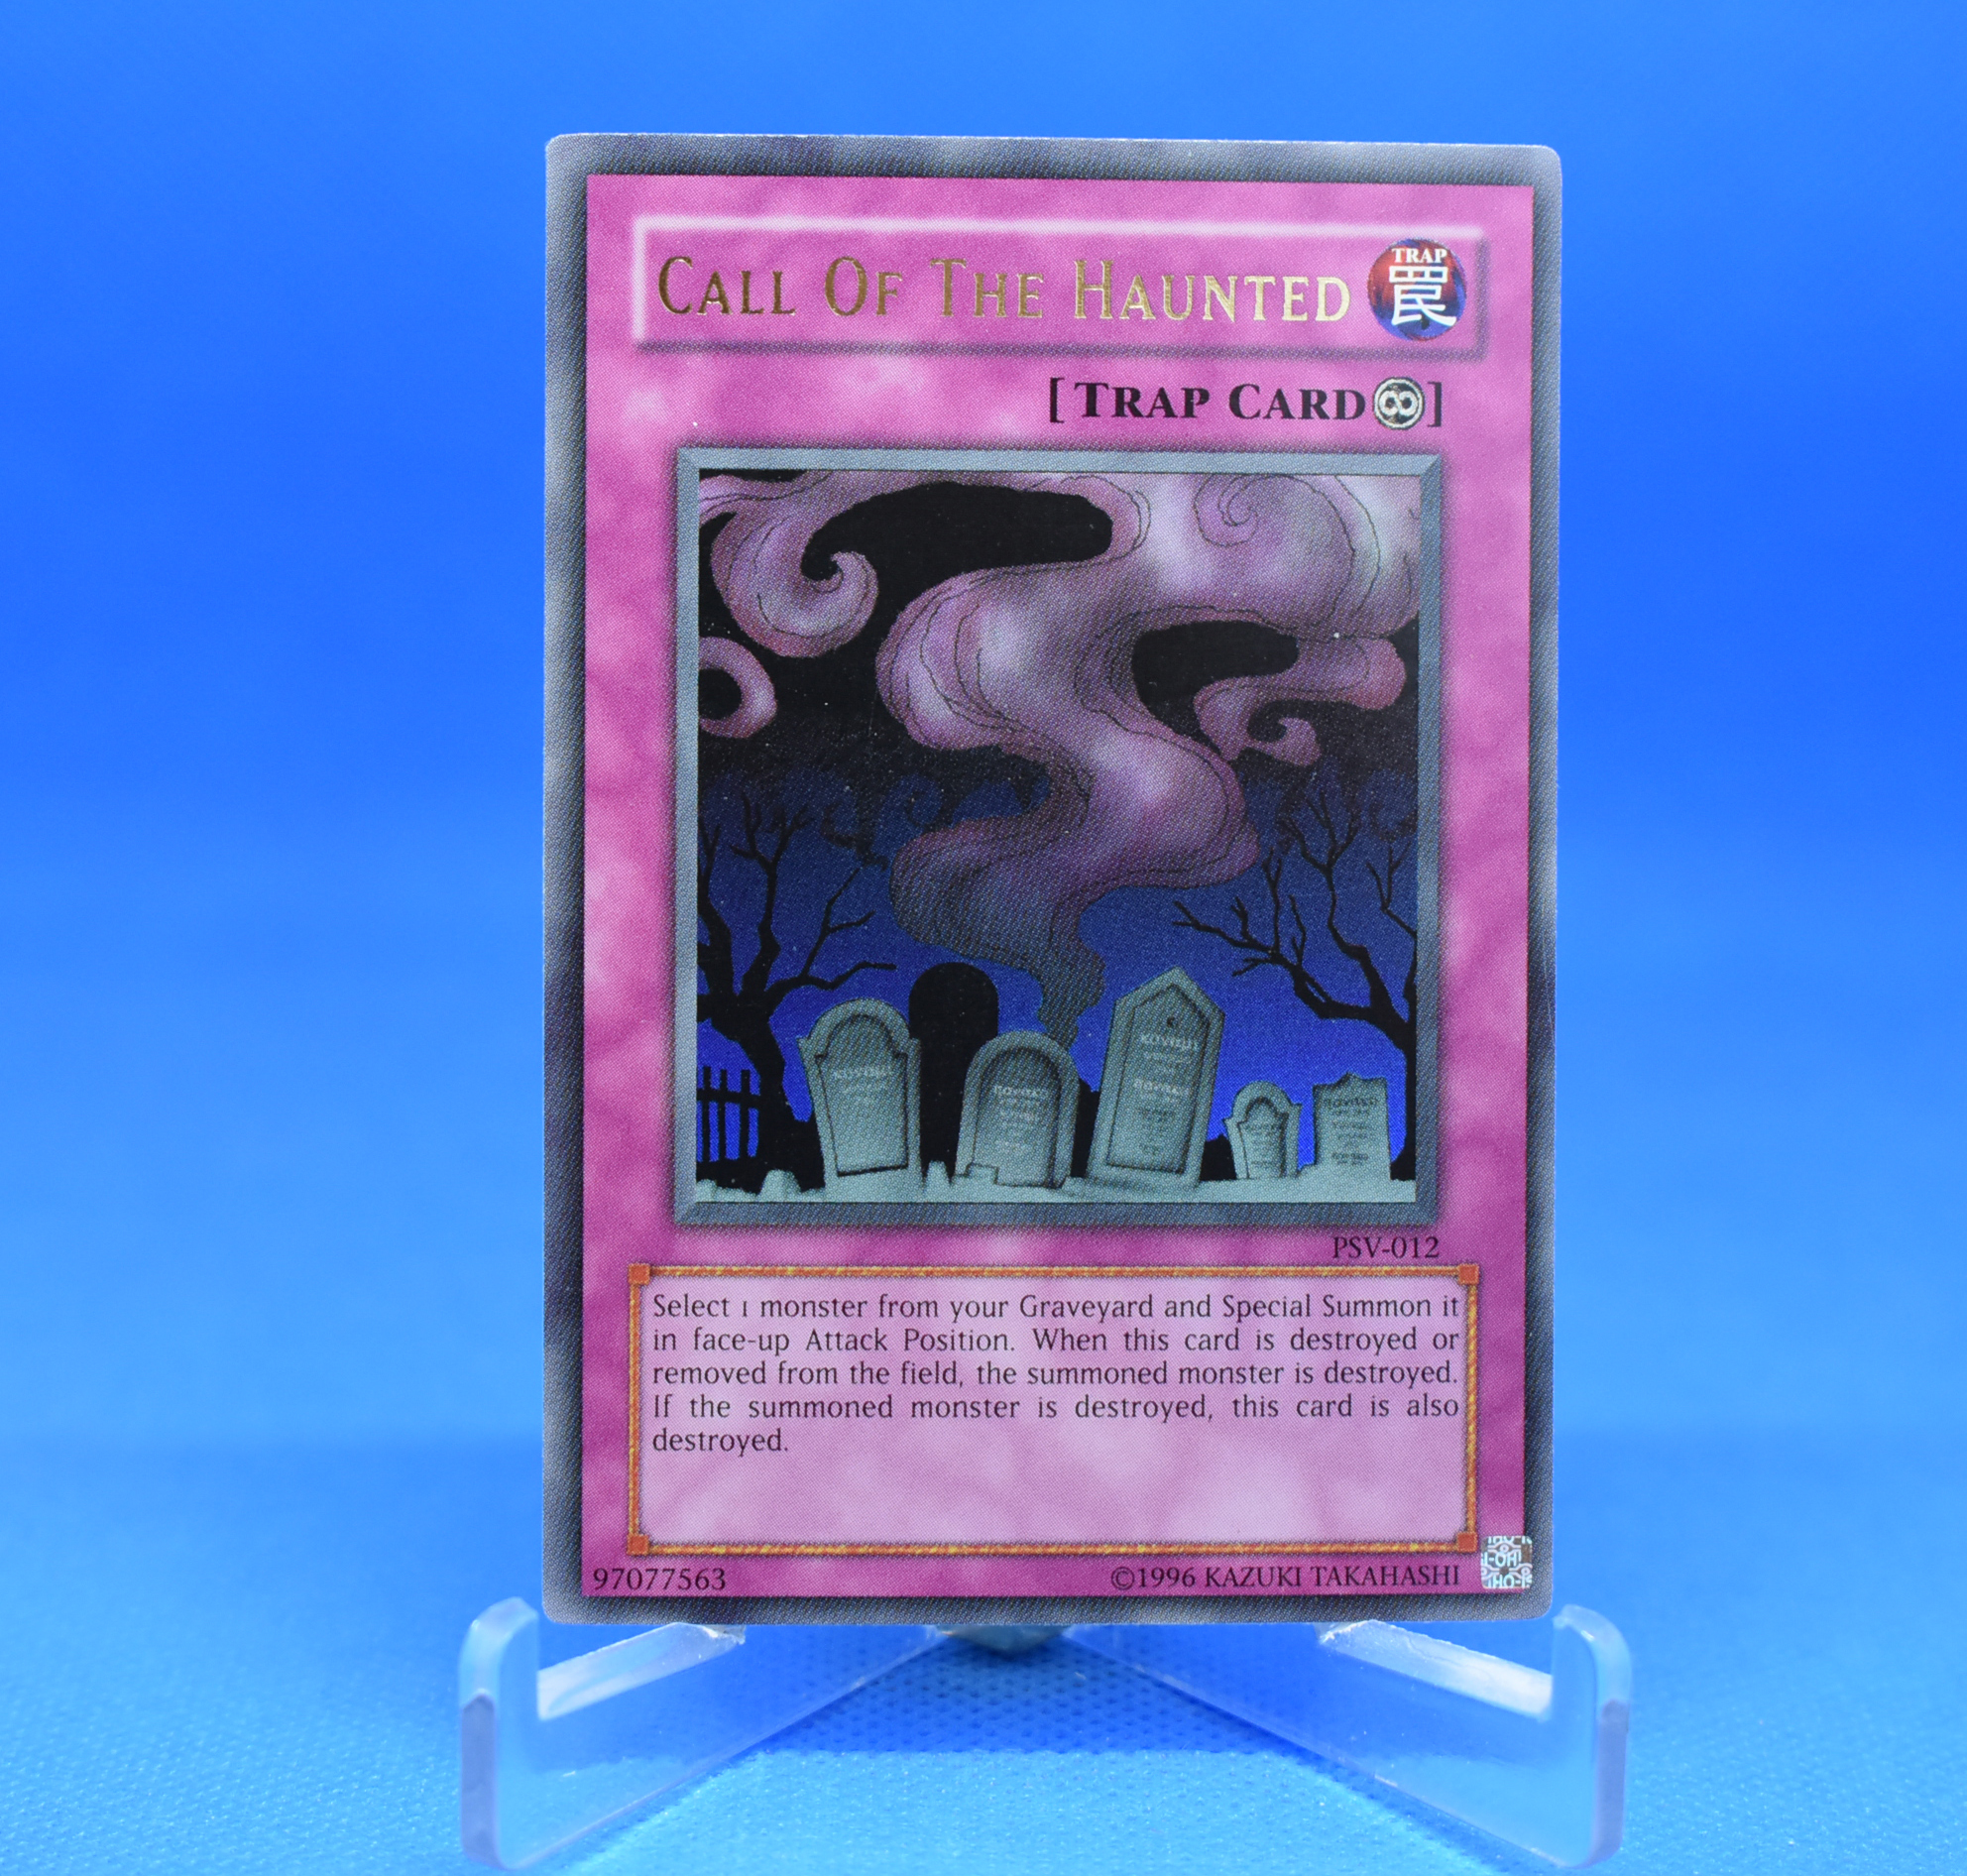 CALL OF THE HAUNTED
TRAP
罠
[TRAP CARD]
PSV-012
Select 1 monster from your Graveyard and Special Summon it
in face-up Attack Position. When this card is destroyed or
removed from the field, the summoned monster is destroyed.
If the summoned monster is destroyed, this card is also
destroyed.
97077563
©1996 KAZUKI TAKAHASHI